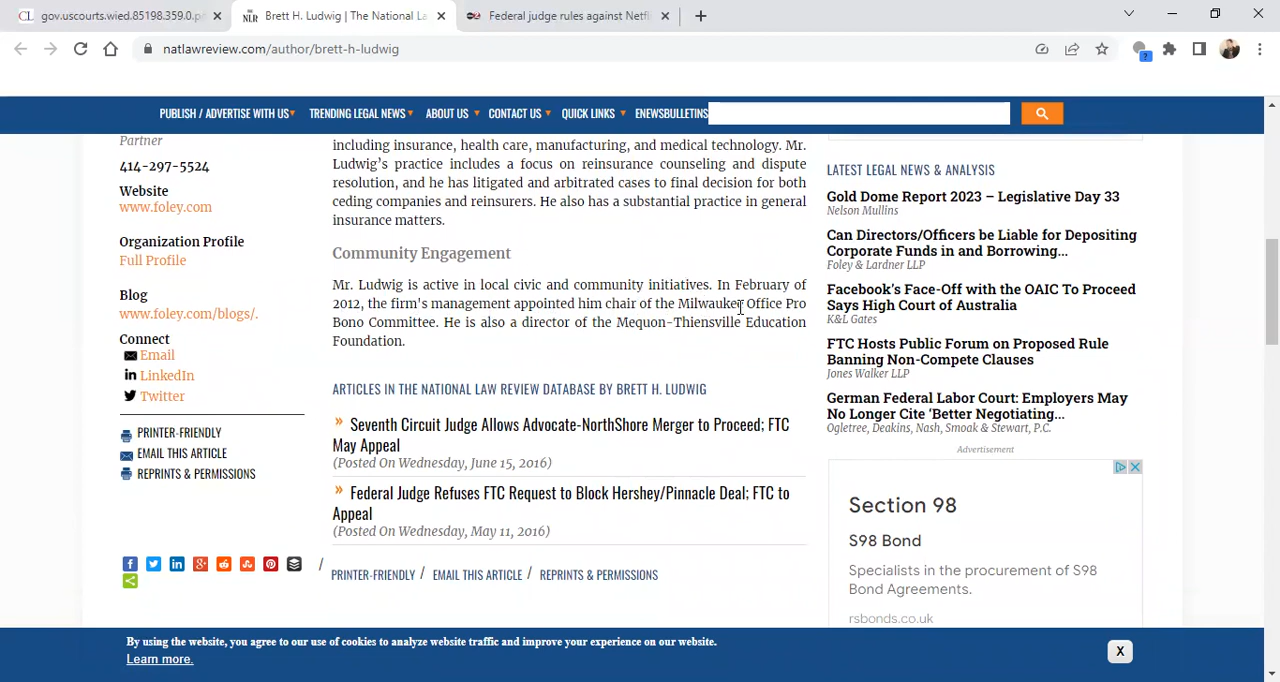 gov.uscourts.wied.85198.359.0.p
Brett H. Ludwig | The National La
Federal judge rules against Netfl
natlawreview.com/author/brett-h-ludwig
PUBLISH / ADVERTISE WITH US
TRENDING LEGAL NEWS
ABOUT US
CONTACT US
QUICK LINKS
ENEWSBULLETINS
Partner
414-297-5524
Website
www.foley.com
Organization Profile
Full Profile
Blog
www.foley.com/blogs/.
Connect
Email
LinkedIn
Twitter
PRINTER-FRIENDLY
EMAIL THIS ARTICLE
REPRINTS & PERMISSIONS
including insurance, health care, manufacturing, and medical technology. Mr.
Ludwig's practice includes a focus on reinsurance counseling and dispute
resolution, and he has litigated and arbitrated cases to final decision for both
ceding companies and reinsurers. He also has a substantial practice in general
insurance matters.
Community Engagement
Mr. Ludwig is active in local civic and community initiatives. In February of
2012, the firm's management appointed him chair of the Milwaukee Office Pro
Bono Committee. He is also a director of the Mequon-Thiensville Education
Foundation.
ARTICLES IN THE NATIONAL LAW REVIEW DATABASE BY BRETT H. LUDWIG
» Seventh Circuit Judge Allows Advocate-NorthShore Merger to Proceed; FTC
May Appeal
(Posted On Wednesday, June 15, 2016)
» Federal Judge Refuses FTC Request to Block Hershey/Pinnacle Deal; FTC to
Appeal
(Posted On Wednesday, May 11, 2016)
/ PRINTER-FRIENDLY / EMAIL THIS ARTICLE / REPRINTS & PERMISSIONS
LATEST LEGAL NEWS & ANALYSIS
Gold Dome Report 2023 – Legislative Day 33
Nelson Mullins
Can Directors/Officers be Liable for Depositing
Corporate Funds in and Borrowing...
Foley & Lardner LLP
Facebook's Face-Off with the OAIC To Proceed
Says High Court of Australia
K&L Gates
FTC Hosts Public Forum on Proposed Rule
Banning Non-Compete Clauses
Jones Walker LLP
German Federal Labor Court: Employers May
No Longer Cite 'Better Negotiating...
Ogletree, Deakins, Nash, Smoak & Stewart, P.C.
Advertisement
Section 98
S98 Bond
Specialists in the procurement of S98
Bond Agreements.
rsbonds.co.uk
By using the website, you agree to our use of cookies to analyze website traffic and improve your experience on our website.
Learn more.
X